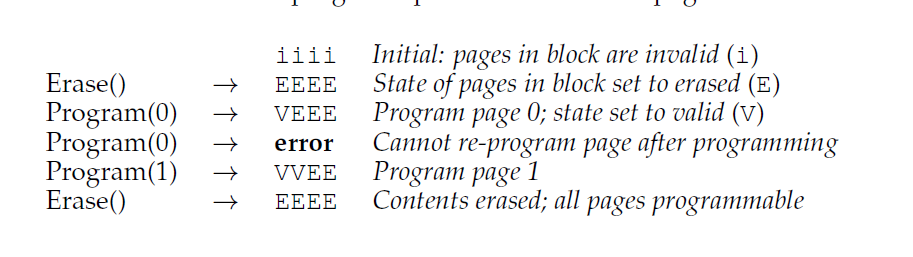 iiii Initial: pages in block are invalid (i)
Erase() → EEEE State of pages in block set to erased (E)
Program(0) → VEEE Program page 0; state set to valid (V)
Program(0) → error Cannot re-program page after programming
Program(1) → VVEE Program page 1
Erase() → EEEE Contents erased; all pages programmable